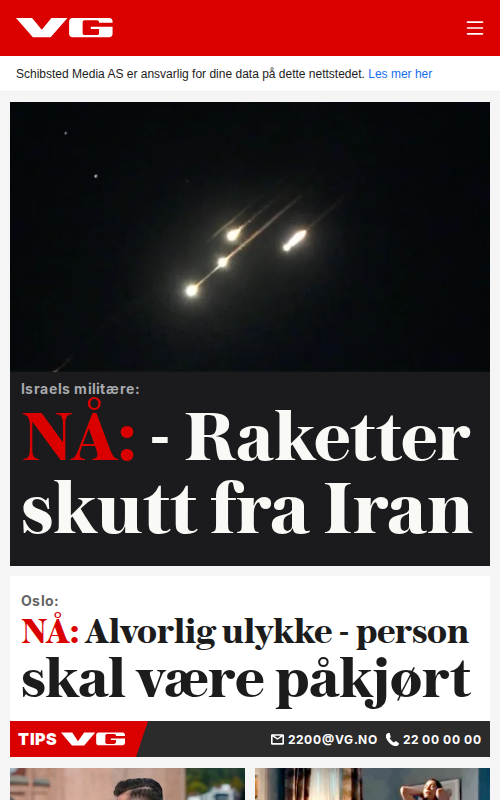 VG
Schibsted Media AS er ansvarlig for dine data på dette nettstedet. Les mer her
Israels militære:
NÅ: - Raketter
skutt fra Iran
Oslo:
NÅ: Alvorlig ulykke - person
skal være påkjørt
TIPS VG 2200@VG.NO 22 00 00 00